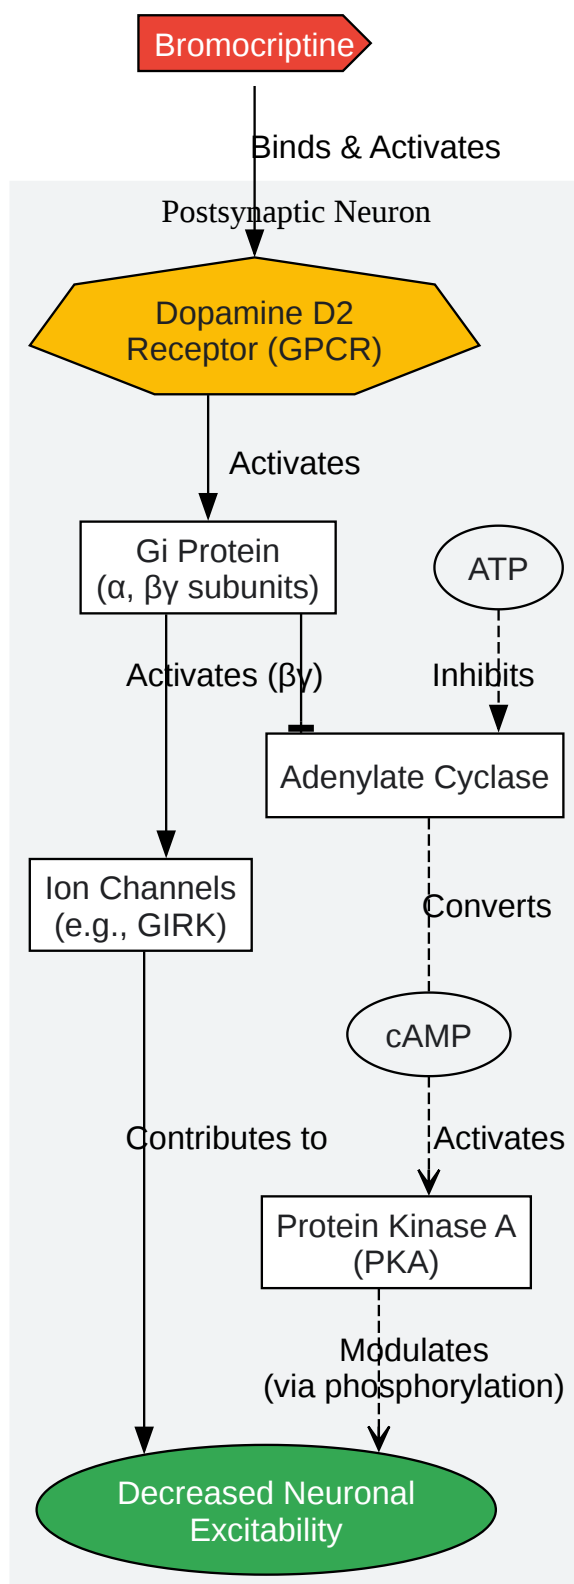 Bromocriptine
Binds & Activates
Postsynaptic Neuron
Dopamine D2
Receptor (GPCR)
Activates
Gi Protein
(α, βγ subunits)
ATP
Activates (βγ)
Inhibits
Adenylate Cyclase
Ion Channels
(e.g., GIRK)
Converts
cAMP
Contributes to
Activates
Protein Kinase A
(PKA)
Modulates
(via phosphorylation)
Decreased Neuronal
Excitability